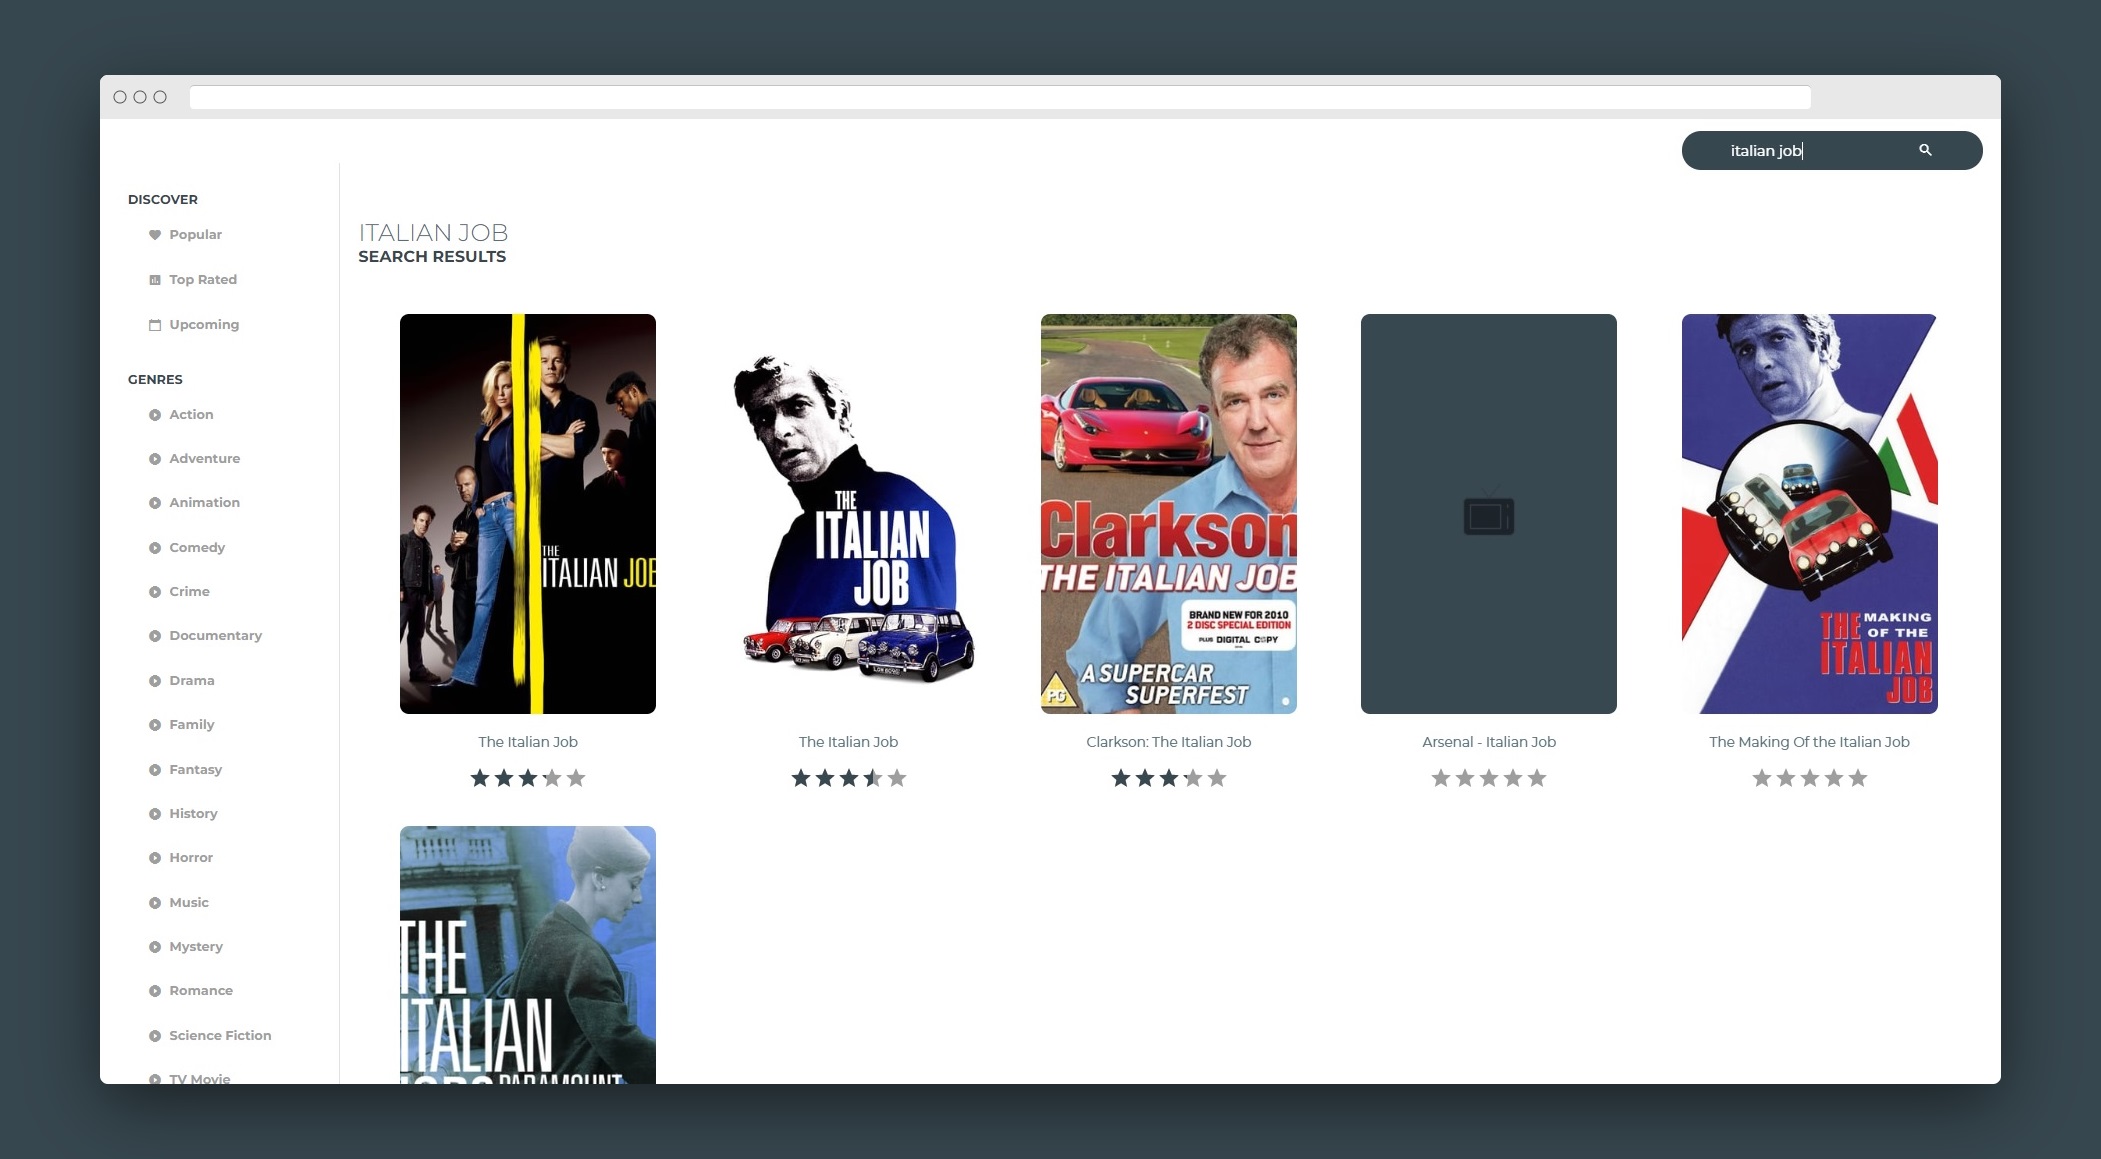 italian job
DISCOVER
Popular
Top Rated
Upcoming
GENRES
Action
Adventure
Animation
Comedy
Crime
Documentary
Drama
Family
Fantasy
History
Horror
Music
Mystery
Romance
Science Fiction
TV Movie
ITALIAN JOB
SEARCH RESULTS
THE
ITALIAN JOB
The Italian Job
THE
ITALIAN
JOB
The Italian Job
Clarkson
THE ITALIAN JOB
BRAND NEW FOR 2010
2 DISC SPECIAL EDITION
PLUS DIGITAL COPY
A SUPERCAR
SUPERFEST
PG
Clarkson: The Italian Job
Arsenal - Italian Job
THE MAKING
OF THE
ITALIAN
JOB
The Making Of the Italian Job
THE
ITALIAN
JOBS PARAMOUNT